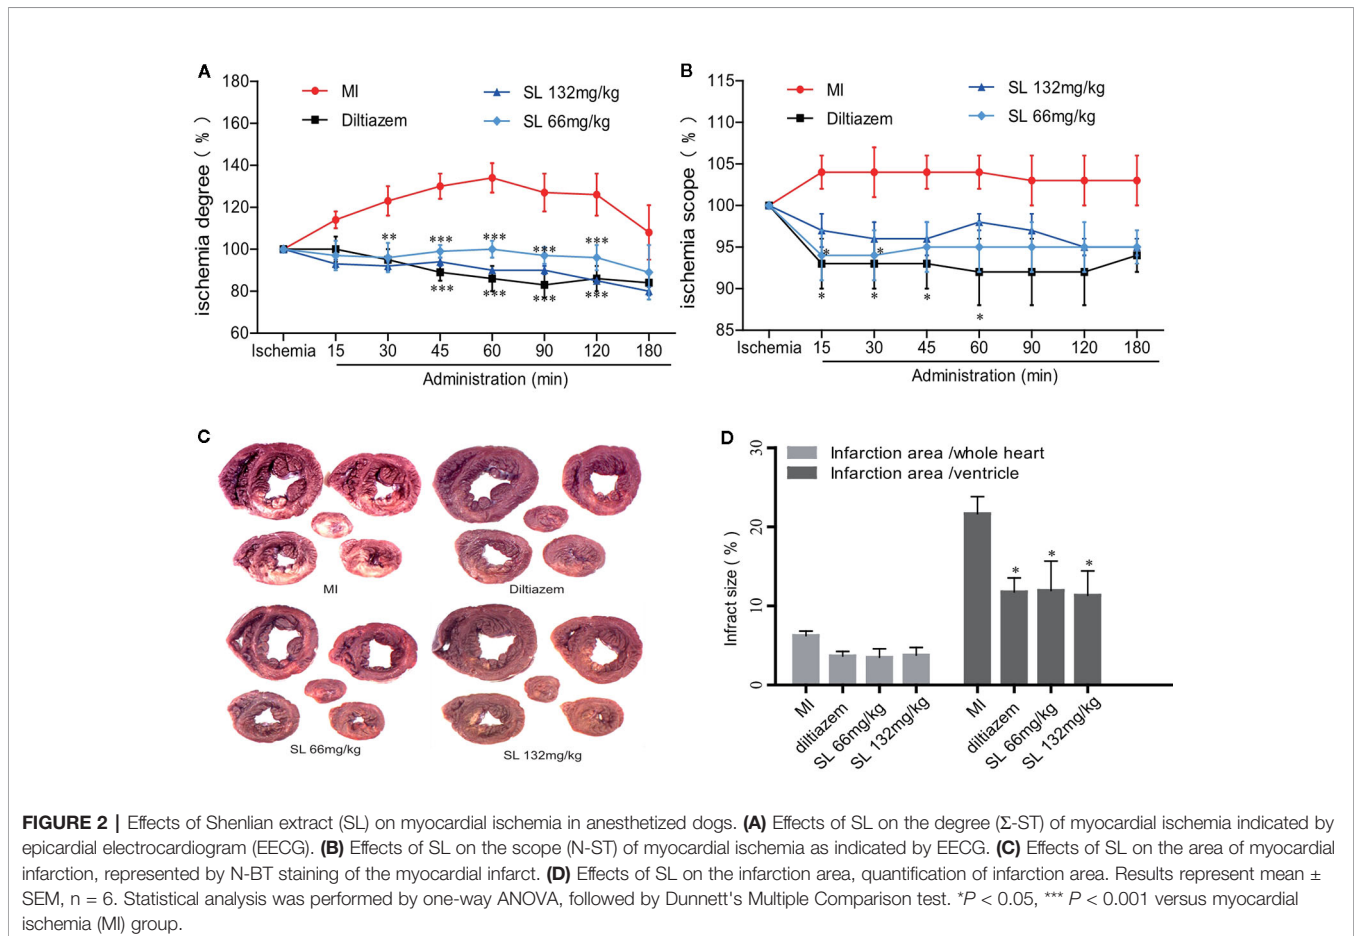 A
180
160
140
120
100
80
60
ischemia degree ( % )
MI
Diltiazem
SL 132mg/kg
SL 66mg/kg
**
***
***
***
***
***
***
***
***
Ischemia 15 30 45 60 90 120 180
Administration (min)
B
115
110
105
100
95
90
85
ischemia scope ( % )
MI
Diltiazem
SL 132mg/kg
SL 66mg/kg
*
*
*
*
*
*
Ischemia 15 30 45 60 90 120 180
Administration (min)
C
MI
Diltiazem
SL 66mg/kg
SL 132mg/kg
D
30
20
10
0
Infract size ( % )
Infarction area /whole heart
Infarction area /ventricle
*
*
*
MI
diltiazem
SL 66mg/kg
SL 132mg/kg
MI
diltiazem
SL 66mg/kg
SL 132mg/kg
FIGURE 2 | Effects of Shenlian extract (SL) on myocardial ischemia in anesthetized dogs. (A) Effects of SL on the degree (Σ-ST) of myocardial ischemia indicated by
epicardial electrocardiogram (EECG). (B) Effects of SL on the scope (N-ST) of myocardial ischemia as indicated by EECG. (C) Effects of SL on the area of myocardial
infarction, represented by N-BT staining of the myocardial infarct. (D) Effects of SL on the infarction area, quantification of infarction area. Results represent mean ±
SEM, n = 6. Statistical analysis was performed by one-way ANOVA, followed by Dunnett's Multiple Comparison test. *P < 0.05, *** P < 0.001 versus myocardial
ischemia (MI) group.